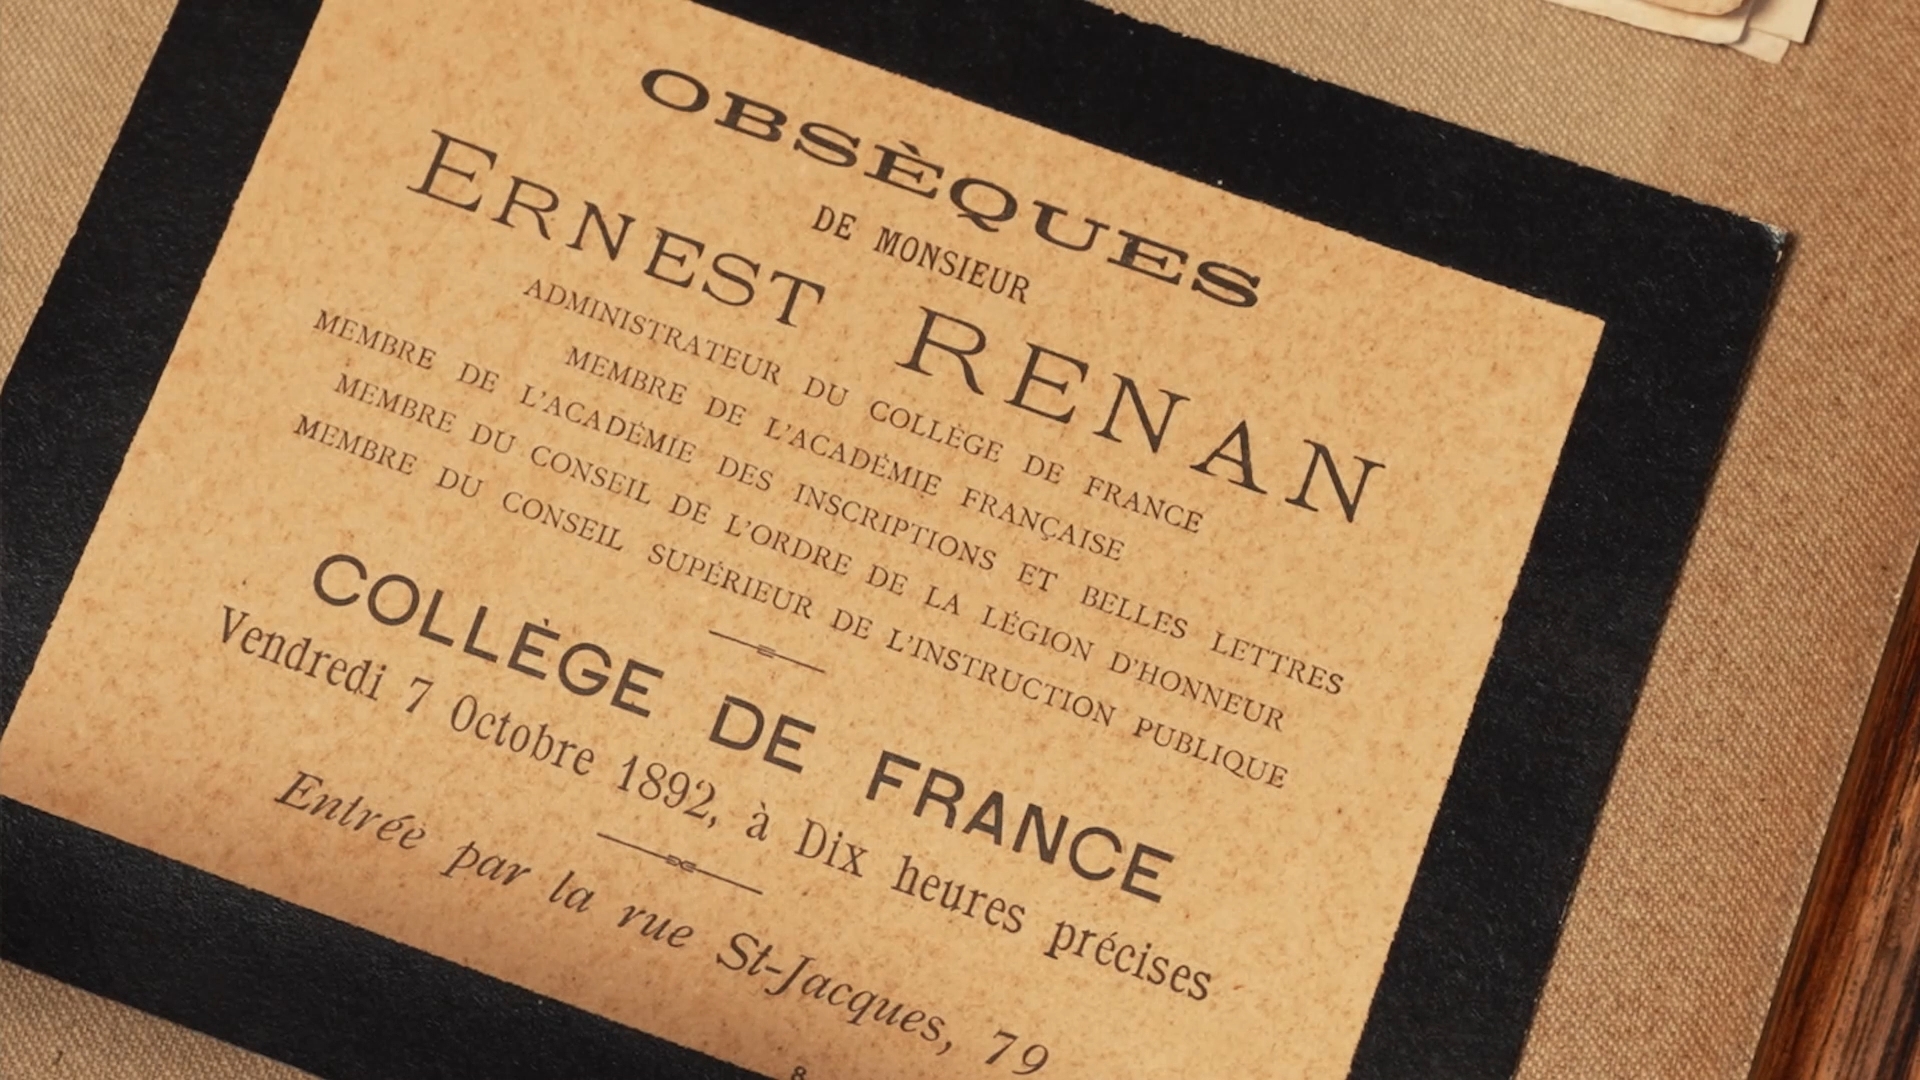 OBSÈQUES
DE MONSIEUR
ERNEST RENAN
ADMINISTRATEUR DU COLLÈGE DE FRANCE
MEMBRE DE L'ACADÉMIE FRANÇAISE
MEMBRE DE L'ACADÉMIE DES INSCRIPTIONS ET BELLES LETTRES
MEMBRE DU CONSEIL DE L'ORDRE DE LA LÉGION D'HONNEUR
MEMBRE DU CONSEIL SUPÉRIEUR DE L'INSTRUCTION PUBLIQUE
COLLÈGE DE FRANCE
Vendredi 7 Octobre 1892, à Dix heures précises
Entrée par la rue St-Jacques, 79
8